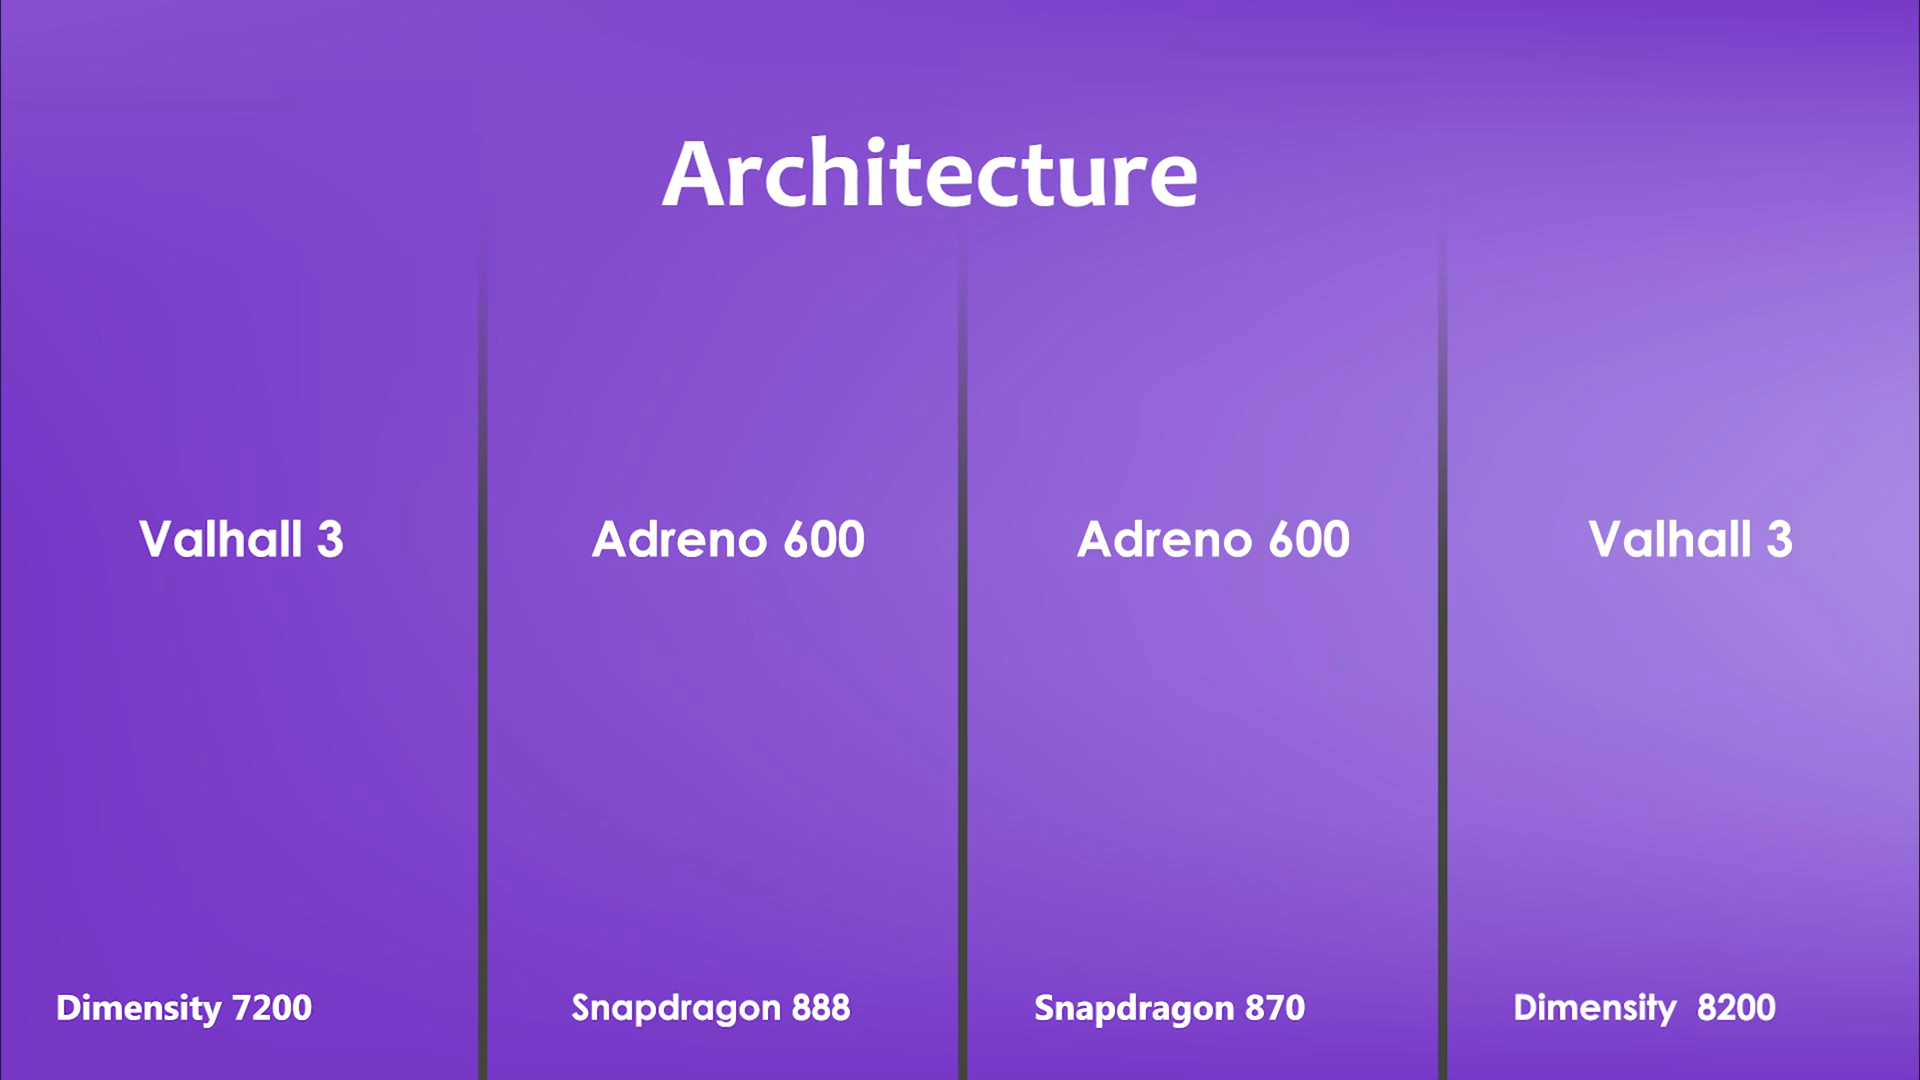 Architecture
Valhall 3
Adreno 600
Adreno 600
Valhall 3
Dimensity 7200
Snapdragon 888
Snapdragon 870
Dimensity 8200